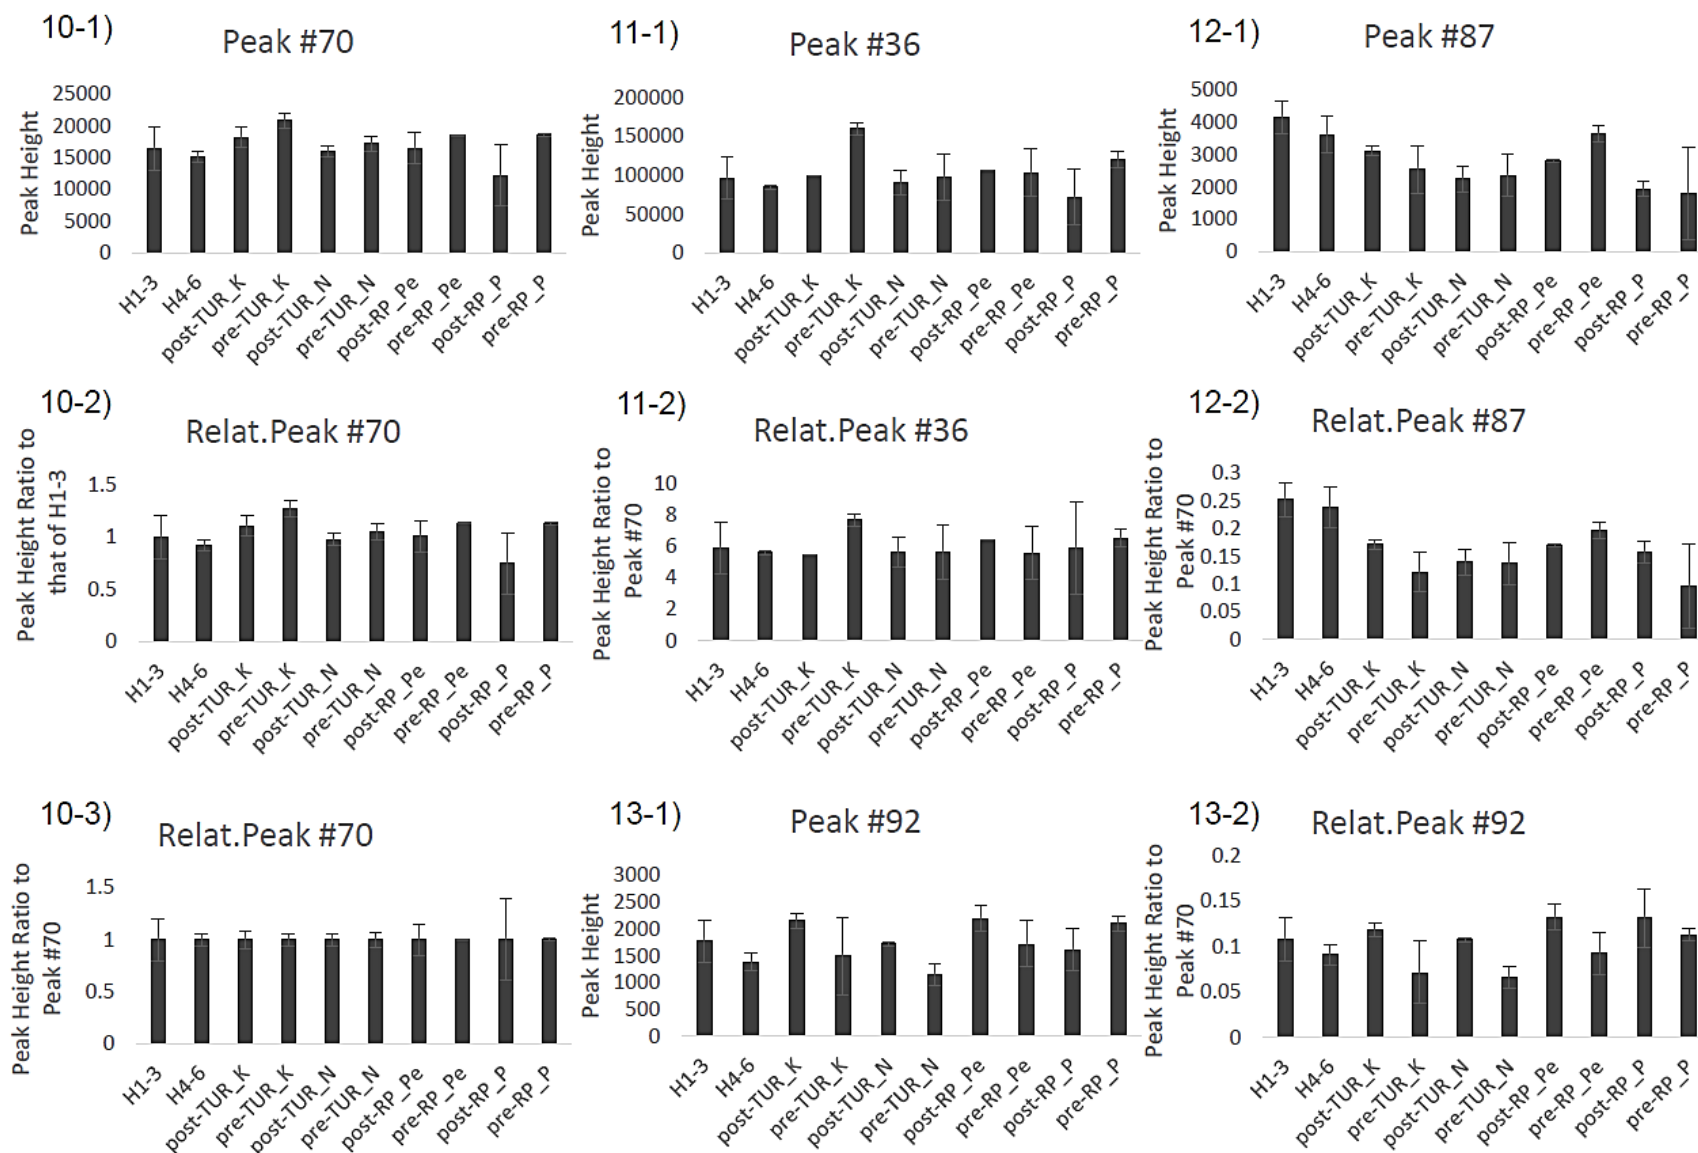 10-1)
Peak #70
Peak Height
25000
20000
15000
10000
5000
0
H1-3
H4-6
post-TUR_K
pre-TUR_K
post-TUR_N
pre-TUR_N
post-RP_Pe
pre-RP_Pe
post-RP_P
pre-RP_P
11-1)
Peak #36
Peak Height
200000
150000
100000
50000
0
H1-3
H4-6
post-TUR_K
pre-TUR_K
post-TUR_N
pre-TUR_N
post-RP_Pe
pre-RP_Pe
post-RP_P
pre-RP_P
12-1)
Peak #87
Peak Height
5000
4000
3000
2000
1000
0
H1-3
H4-6
post-TUR_K
pre-TUR_K
post-TUR_N
pre-TUR_N
post-RP_Pe
pre-RP_Pe
post-RP_P
pre-RP_P
10-2)
Relat.Peak #70
Peak Height Ratio to
that of H1-3
1.5
1
0.5
0
H1-3
H4-6
post-TUR_K
pre-TUR_K
post-TUR_N
pre-TUR_N
post-RP_Pe
pre-RP_Pe
post-RP_P
pre-RP_P
11-2)
Relat.Peak #36
Peak Height Ratio to
Peak #70
10
8
6
4
2
0
H1-3
H4-6
post-TUR_K
pre-TUR_K
post-TUR_N
pre-TUR_N
post-RP_Pe
pre-RP_Pe
post-RP_P
pre-RP_P
12-2)
Relat.Peak #87
Peak Height Ratio to
Peak #70
0.3
0.25
0.2
0.15
0.1
0.05
0
H1-3
H4-6
post-TUR_K
pre-TUR_K
post-TUR_N
pre-TUR_N
post-RP_Pe
pre-RP_Pe
post-RP_P
pre-RP_P
10-3)
Relat.Peak #70
Peak Height Ratio to
Peak #70
1.5
1
0.5
0
H1-3
H4-6
post-TUR_K
pre-TUR_K
post-TUR_N
pre-TUR_N
post-RP_Pe
pre-RP_Pe
post-RP_P
pre-RP_P
13-1)
Peak #92
Peak Height
3000
2500
2000
1500
1000
500
0
H1-3
H4-6
post-TUR_K
pre-TUR_K
post-TUR_N
pre-TUR_N
post-RP_Pe
pre-RP_Pe
post-RP_P
pre-RP_P
13-2)
Relat.Peak #92
Peak Height Ratio to
Peak #70
0.2
0.15
0.1
0.05
0
H1-3
H4-6
post-TUR_K
pre-TUR_K
post-TUR_N
pre-TUR_N
post-RP_Pe
pre-RP_Pe
post-RP_P
pre-RP_P